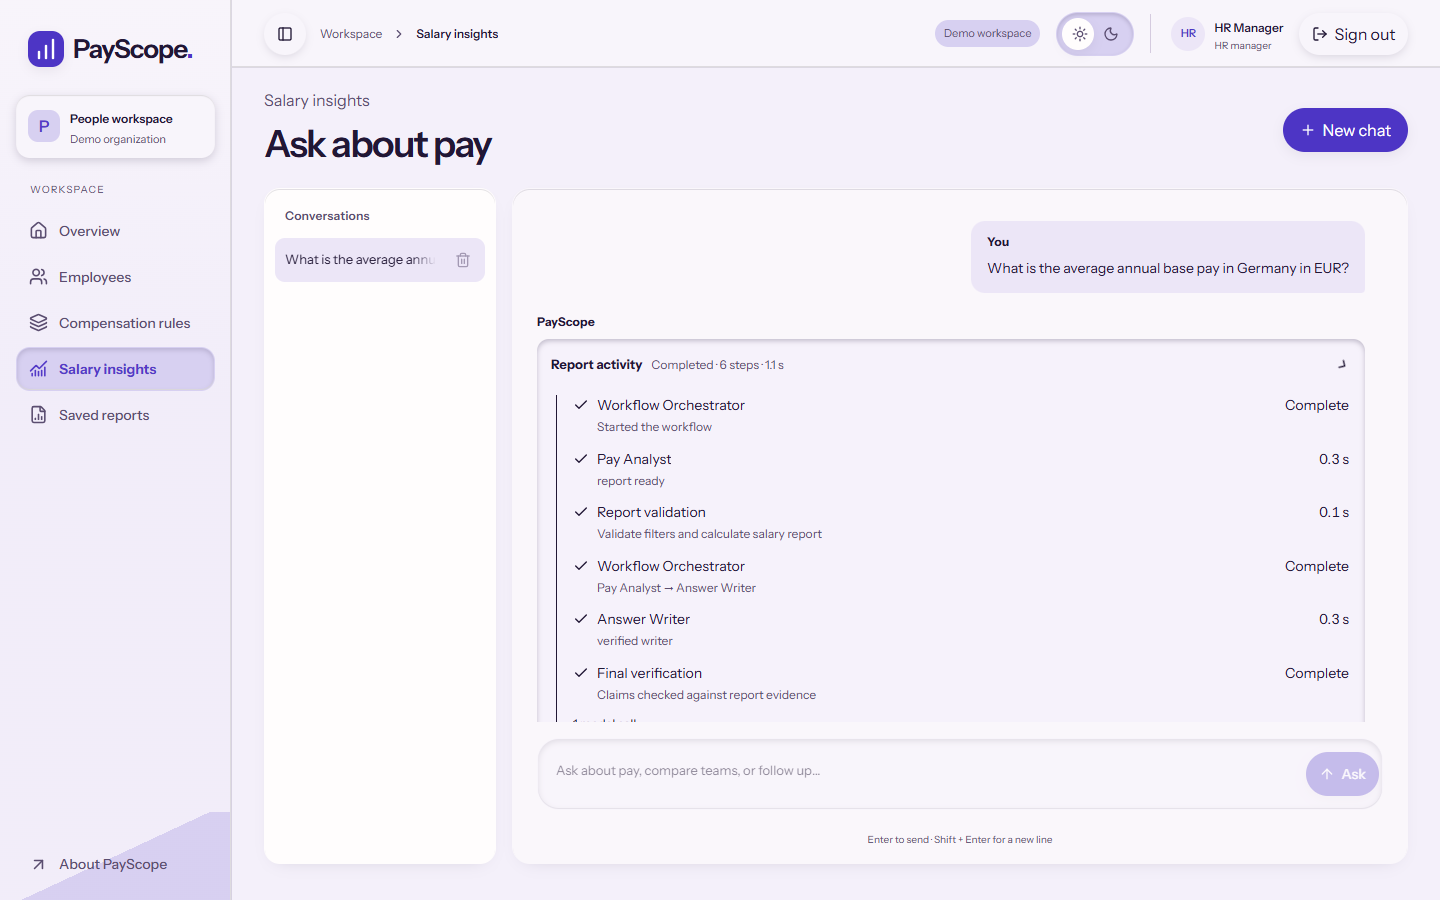 PayScope.
P
People workspace
Demo organization
WORKSPACE
Overview
Employees
Compensation rules
Salary insights
Saved reports
About PayScope
Workspace
Salary insights
Demo workspace
HR
HR Manager
HR manager
Sign out
Salary insights
Ask about pay
+ New chat
Conversations
What is the average annu
You
What is the average annual base pay in Germany in EUR?
PayScope
Report activity Completed · 6 steps · 1.1 s
Workflow Orchestrator Complete
Started the workflow
Pay Analyst 0.3 s
report ready
Report validation 0.1 s
Validate filters and calculate salary report
Workflow Orchestrator Complete
Pay Analyst → Answer Writer
Answer Writer 0.3 s
verified writer
Final verification Complete
Claims checked against report evidence
Ask about pay, compare teams, or follow up...
Ask
Enter to send · Shift + Enter for a new line